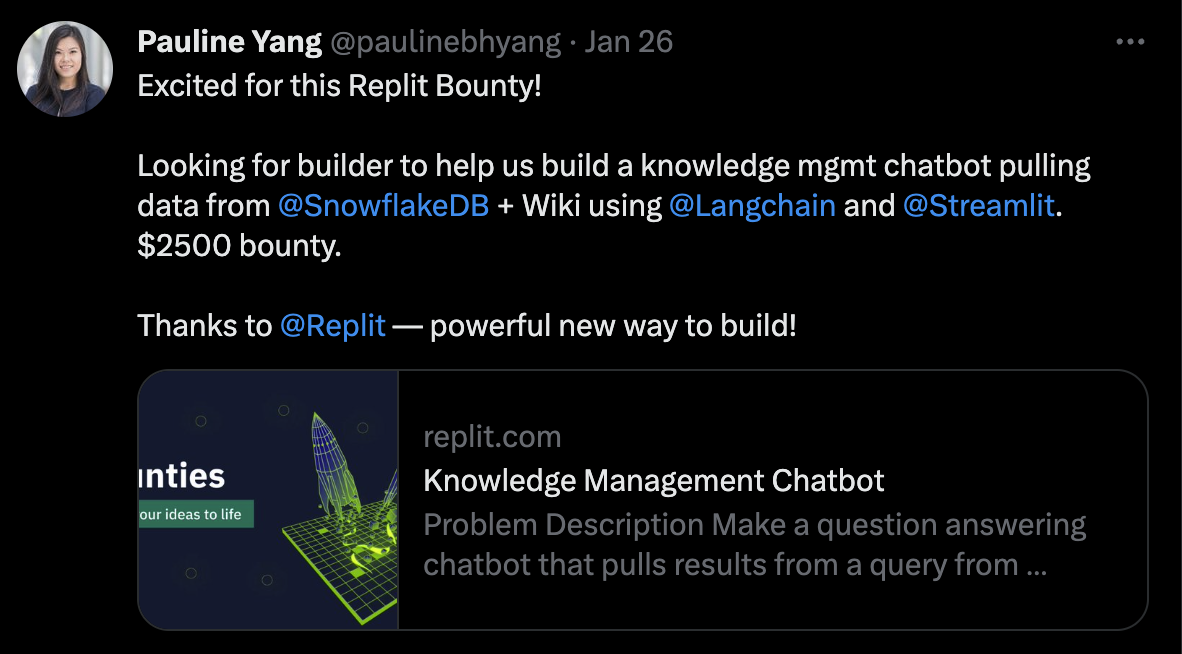 Pauline Yang @paulinebhyang · Jan 26
Excited for this Replit Bounty!
Looking for builder to help us build a knowledge mgmt chatbot pulling
data from @SnowflakeDB + Wiki using @Langchain and @Streamlit.
$2500 bounty.
Thanks to @Replit — powerful new way to build!
unties
our ideas to life
replit.com
Knowledge Management Chatbot
Problem Description Make a question answering
chatbot that pulls results from a query from ...